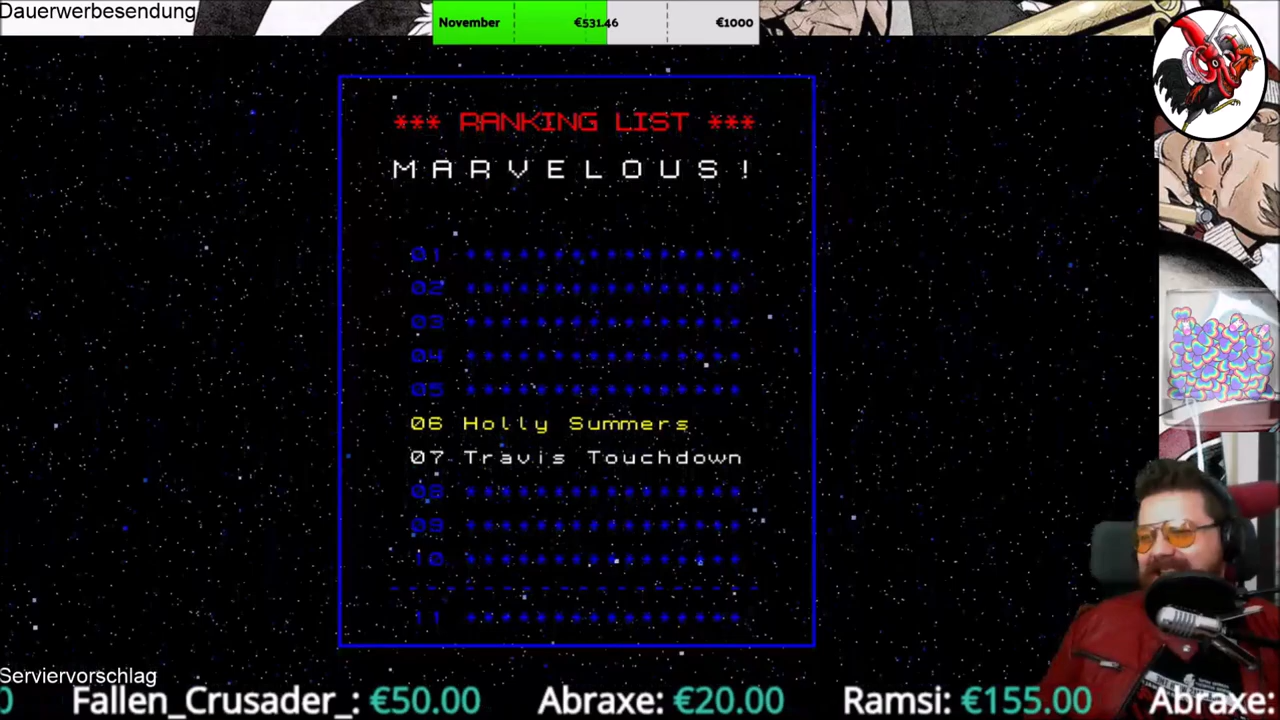 Dauerwerbesendung
November €531.46 €1000
*** RANKING LIST ***
MARVELOUS!
01
02
03
04
05
06 Holly Summers
07 Travis Touchdown
08
09
10
11
Serviervorschlag
0 Fallen_Crusader_: €50.00 Abraxe: €20.00 Ramsi: €155.00 Abraxe: